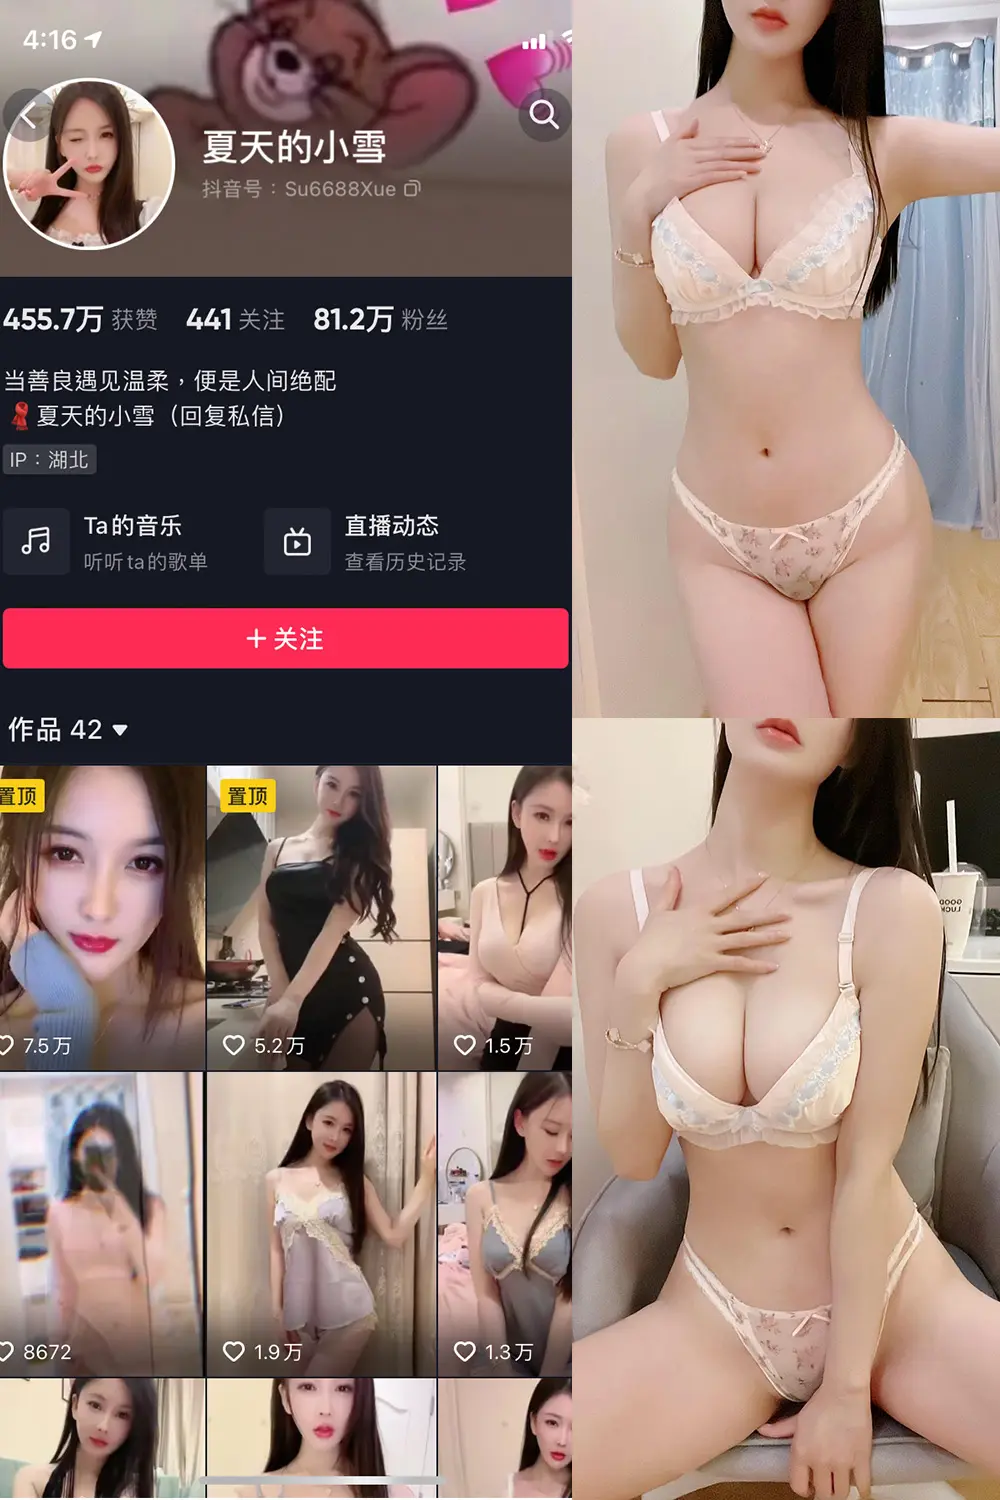 4:16
夏天的小雪
抖音号：Su6688Xue
455.7万 获赞 441 关注 81.2万 粉丝
当善良遇见温柔，便是人间绝配
夏天的小雪（回复私信）
IP：湖北
Ta的音乐
听听ta的歌单
直播动态
查看历史记录
+ 关注
作品 42
置顶
置顶
7.5万
5.2万
1.5万
8672
1.9万
1.3万
GOOD
LUCK